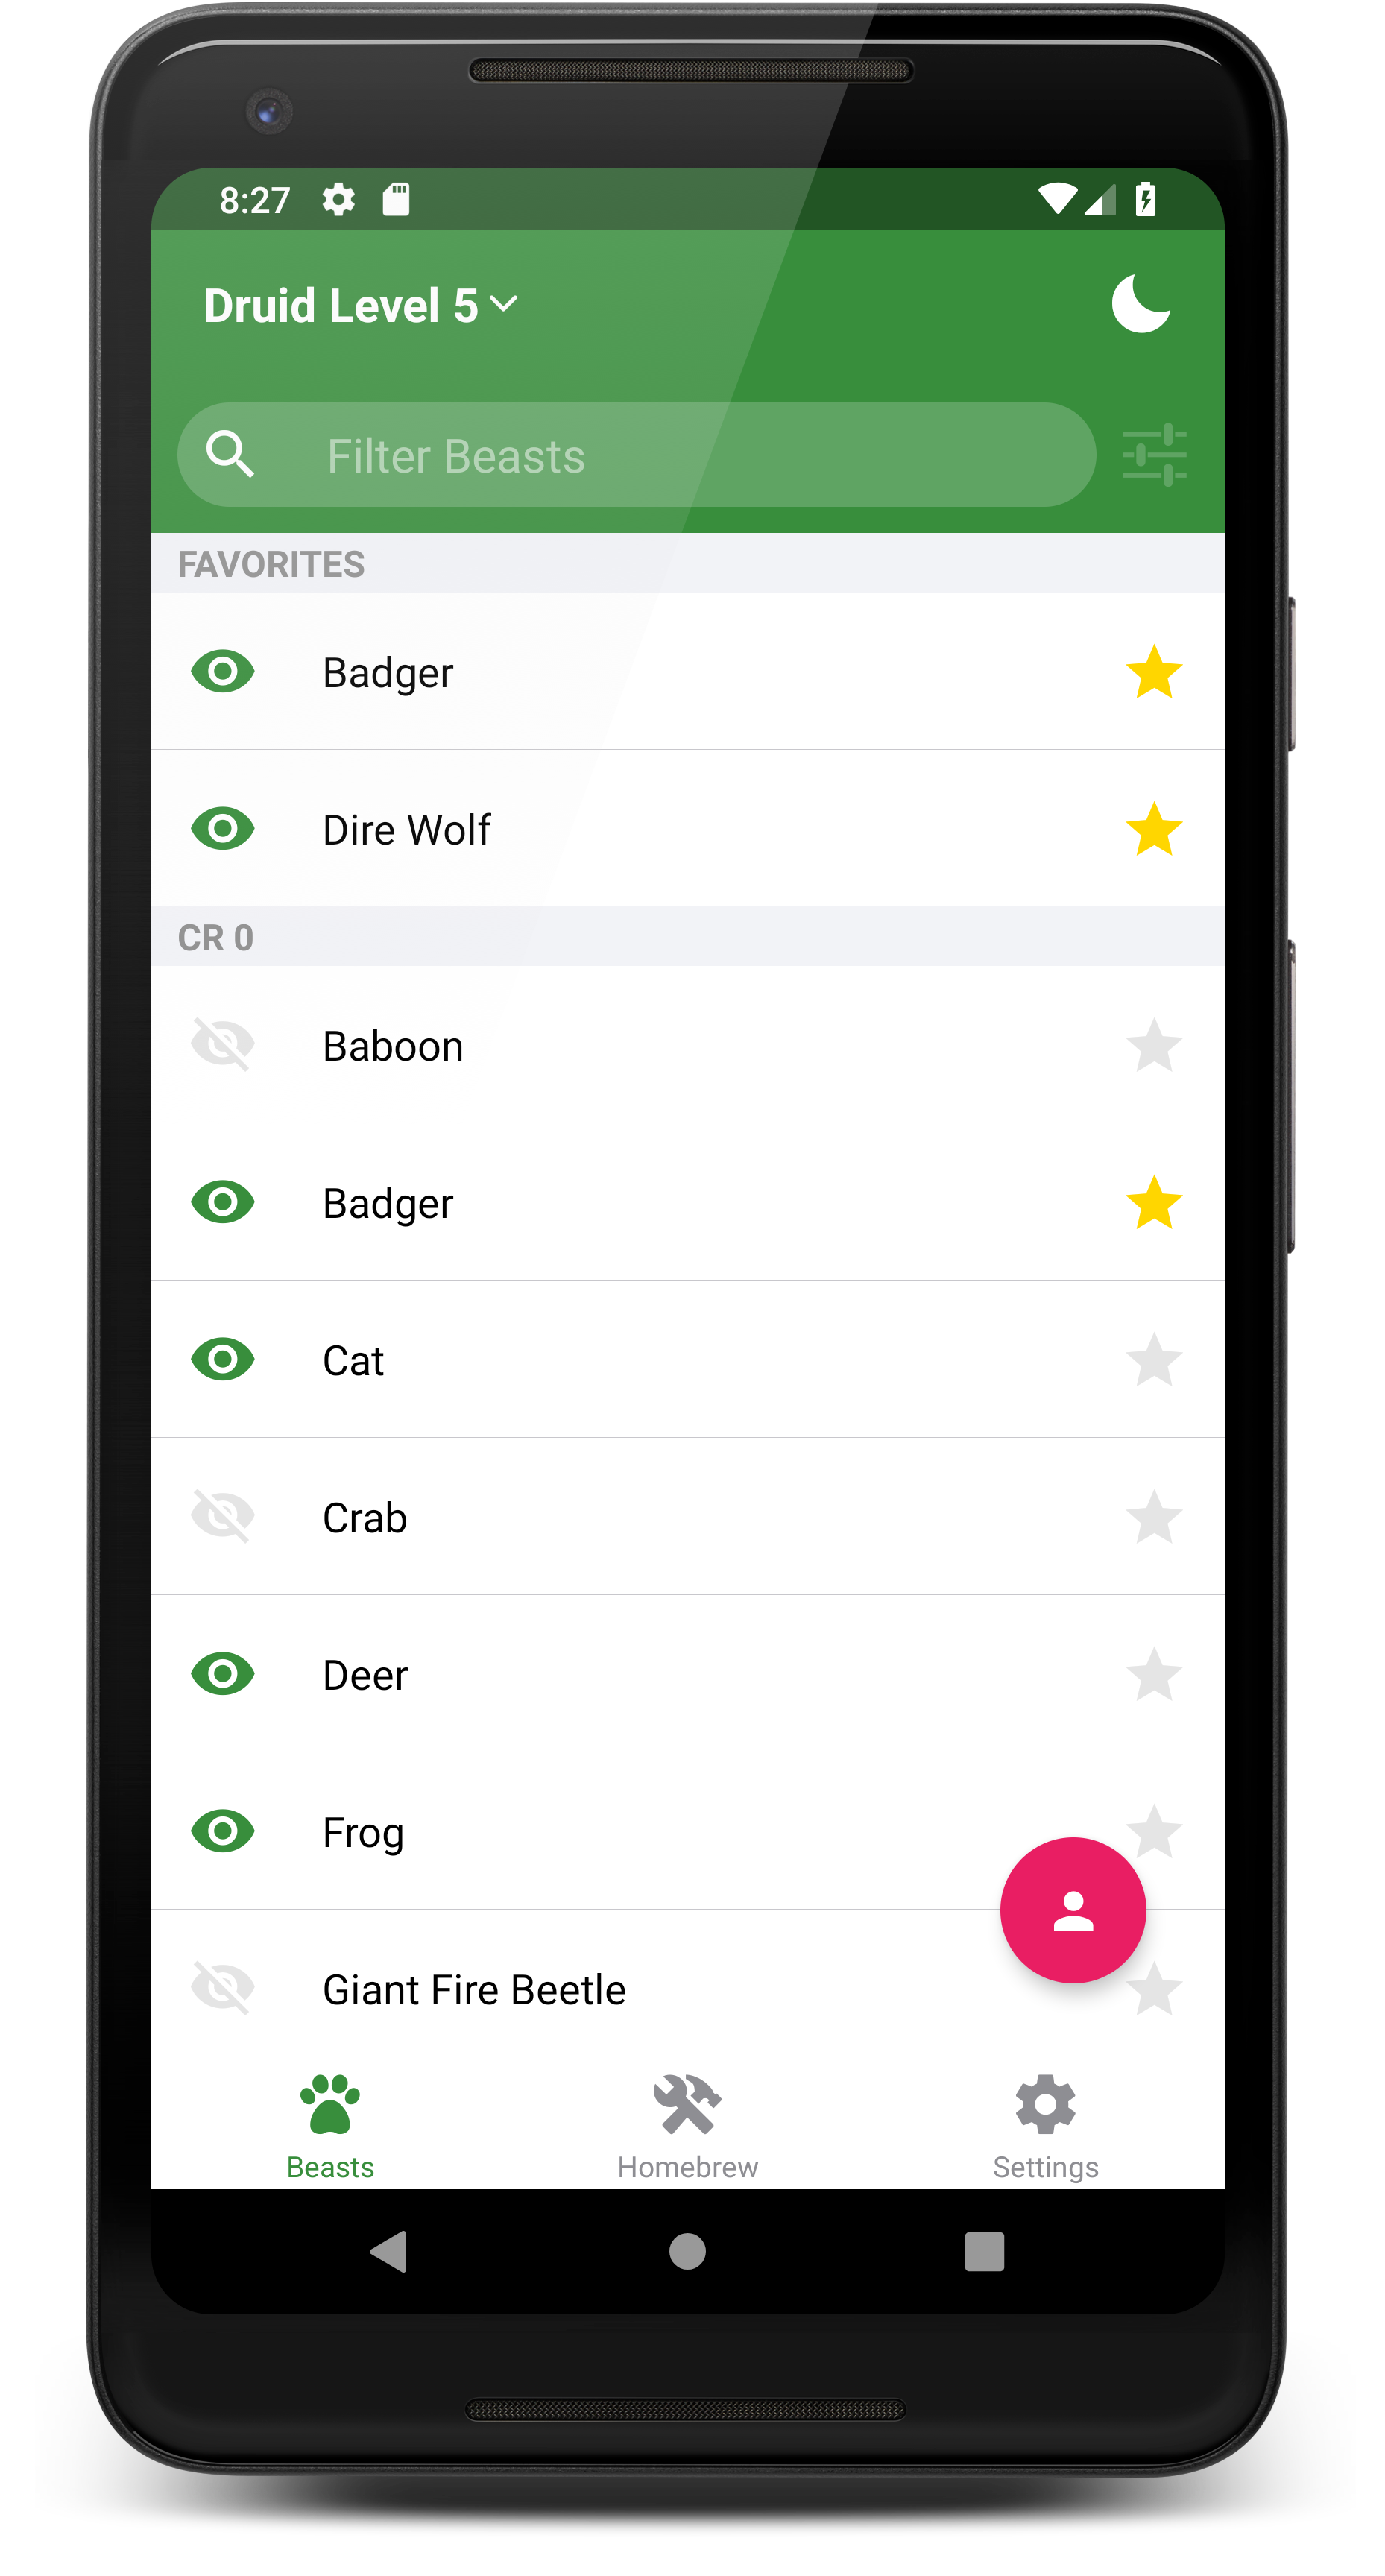 8:27
Druid Level 5
Filter Beasts
FAVORITES
Badger
Dire Wolf
CR 0
Baboon
Badger
Cat
Crab
Deer
Frog
Giant Fire Beetle
Beasts Homebrew Settings